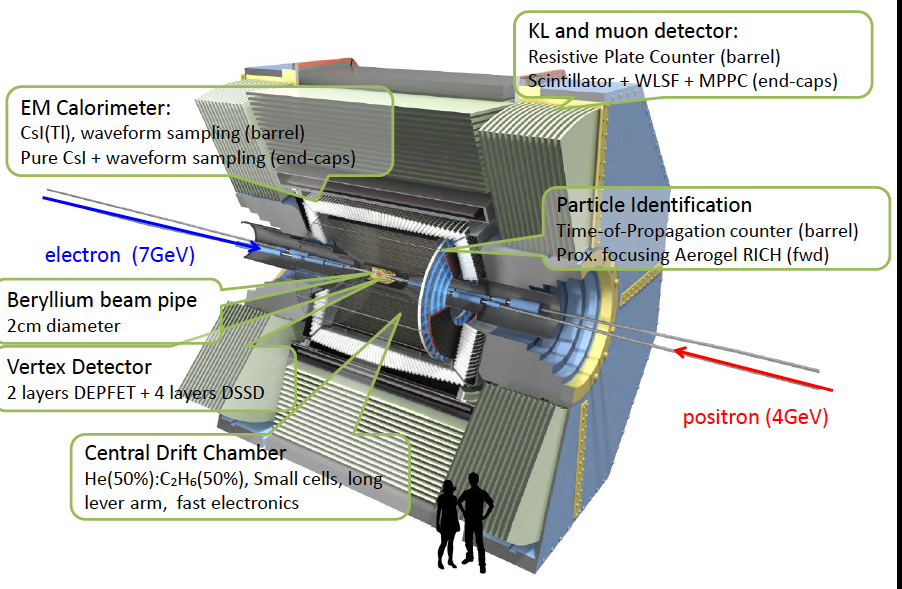 KL and muon detector:
Resistive Plate Counter (barrel)
Scintillator + WLSF + MPPC (end-caps)
EM Calorimeter:
CsI(Tl), waveform sampling (barrel)
Pure CsI + waveform sampling (end-caps)
Particle Identification
Time-of-Propagation counter (barrel)
Prox. focusing Aerogel RICH (fwd)
electron (7GeV)
Beryllium beam pipe
2cm diameter
Vertex Detector
2 layers DEPFET + 4 layers DSSD
positron (4GeV)
Central Drift Chamber
He(50%):C₂H₆(50%), Small cells, long
lever arm, fast electronics